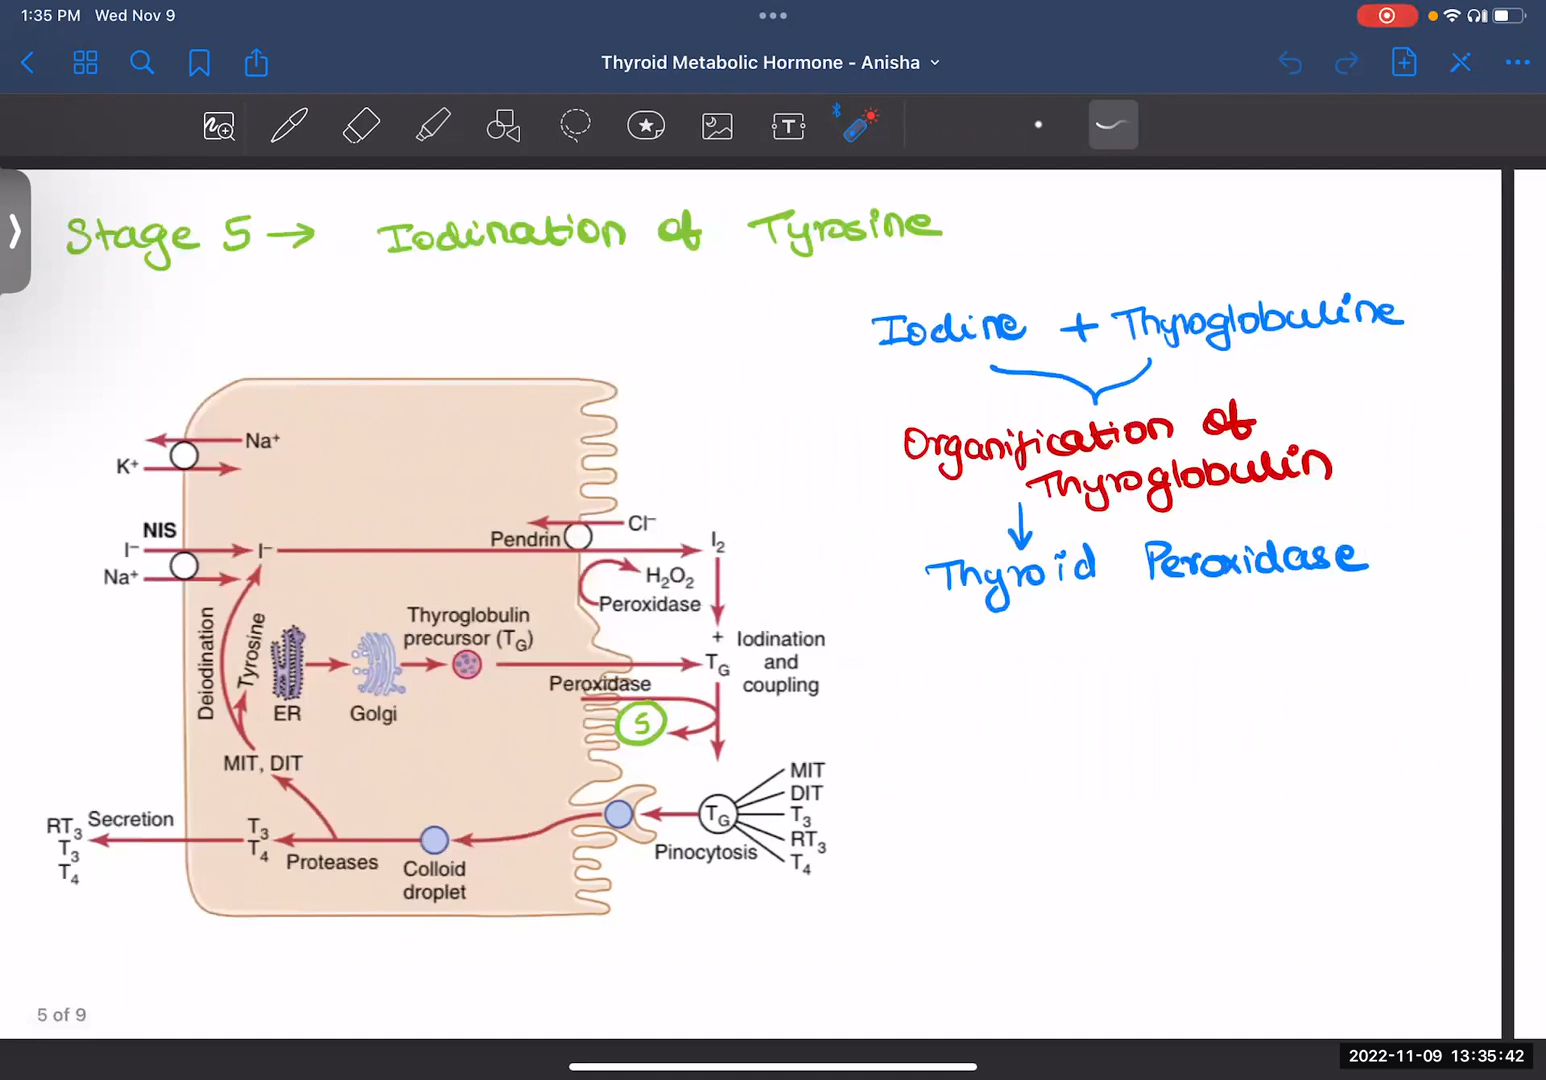 1:35 PM Wed Nov 9
Thyroid Metabolic Hormone - Anisha
T
Stage 5 → Iodination of Tyrosine
Iodine + Thyroglobuline
Organification of
Thyroglobulin
Thyroid Peroxidase
Na⁺
K⁺
NIS
I⁻
Na⁺
I⁻
Pendrin
Cl⁻
I₂
H₂O₂
Peroxidase
Deiodination
Tyrosine
ER
Golgi
Thyroglobulin
precursor (T_G)
+
T_G
Iodination
and
coupling
Peroxidase
5
MIT, DIT
MIT
DIT
T₃
RT₃
T₄
T_G
Pinocytosis
Colloid
droplet
Proteases
T₃
T₄
Secretion
RT₃
T₃
T₄
5 of 9
2022-11-09 13:35:42